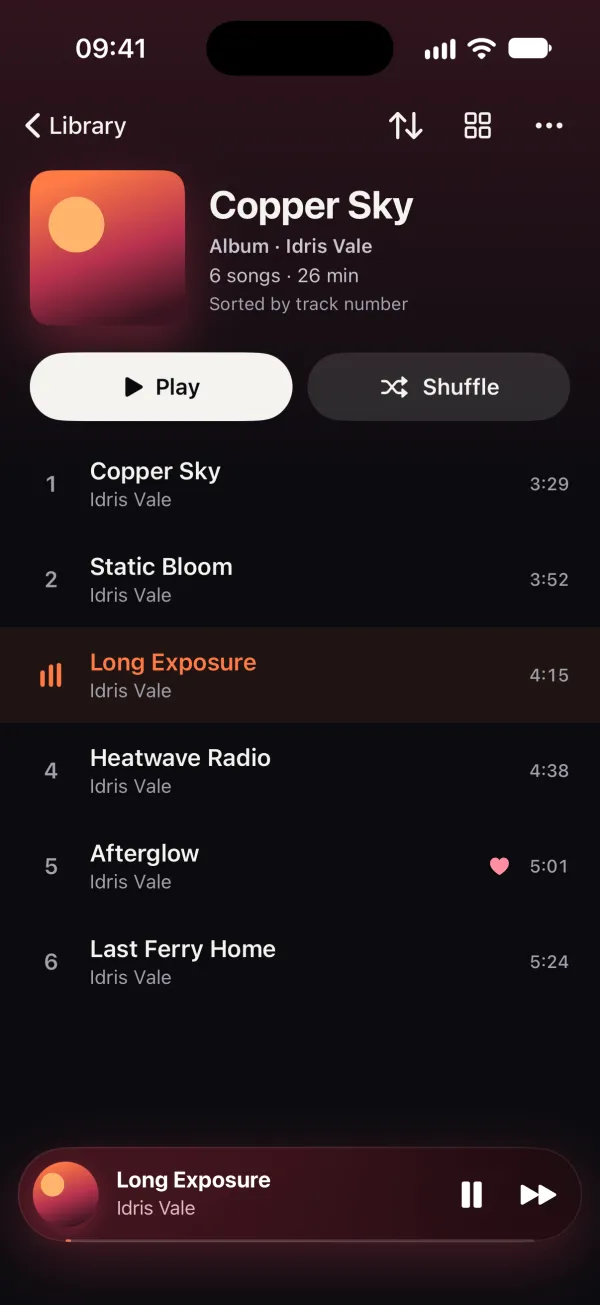 09:41
Library
Copper Sky
Album · Idris Vale
6 songs · 26 min
Sorted by track number
Play
Shuffle
1
Copper Sky
Idris Vale
3:29
2
Static Bloom
Idris Vale
3:52
Long Exposure
Idris Vale
4:15
4
Heatwave Radio
Idris Vale
4:38
5
Afterglow
Idris Vale
5:01
6
Last Ferry Home
Idris Vale
5:24
Long Exposure
Idris Vale